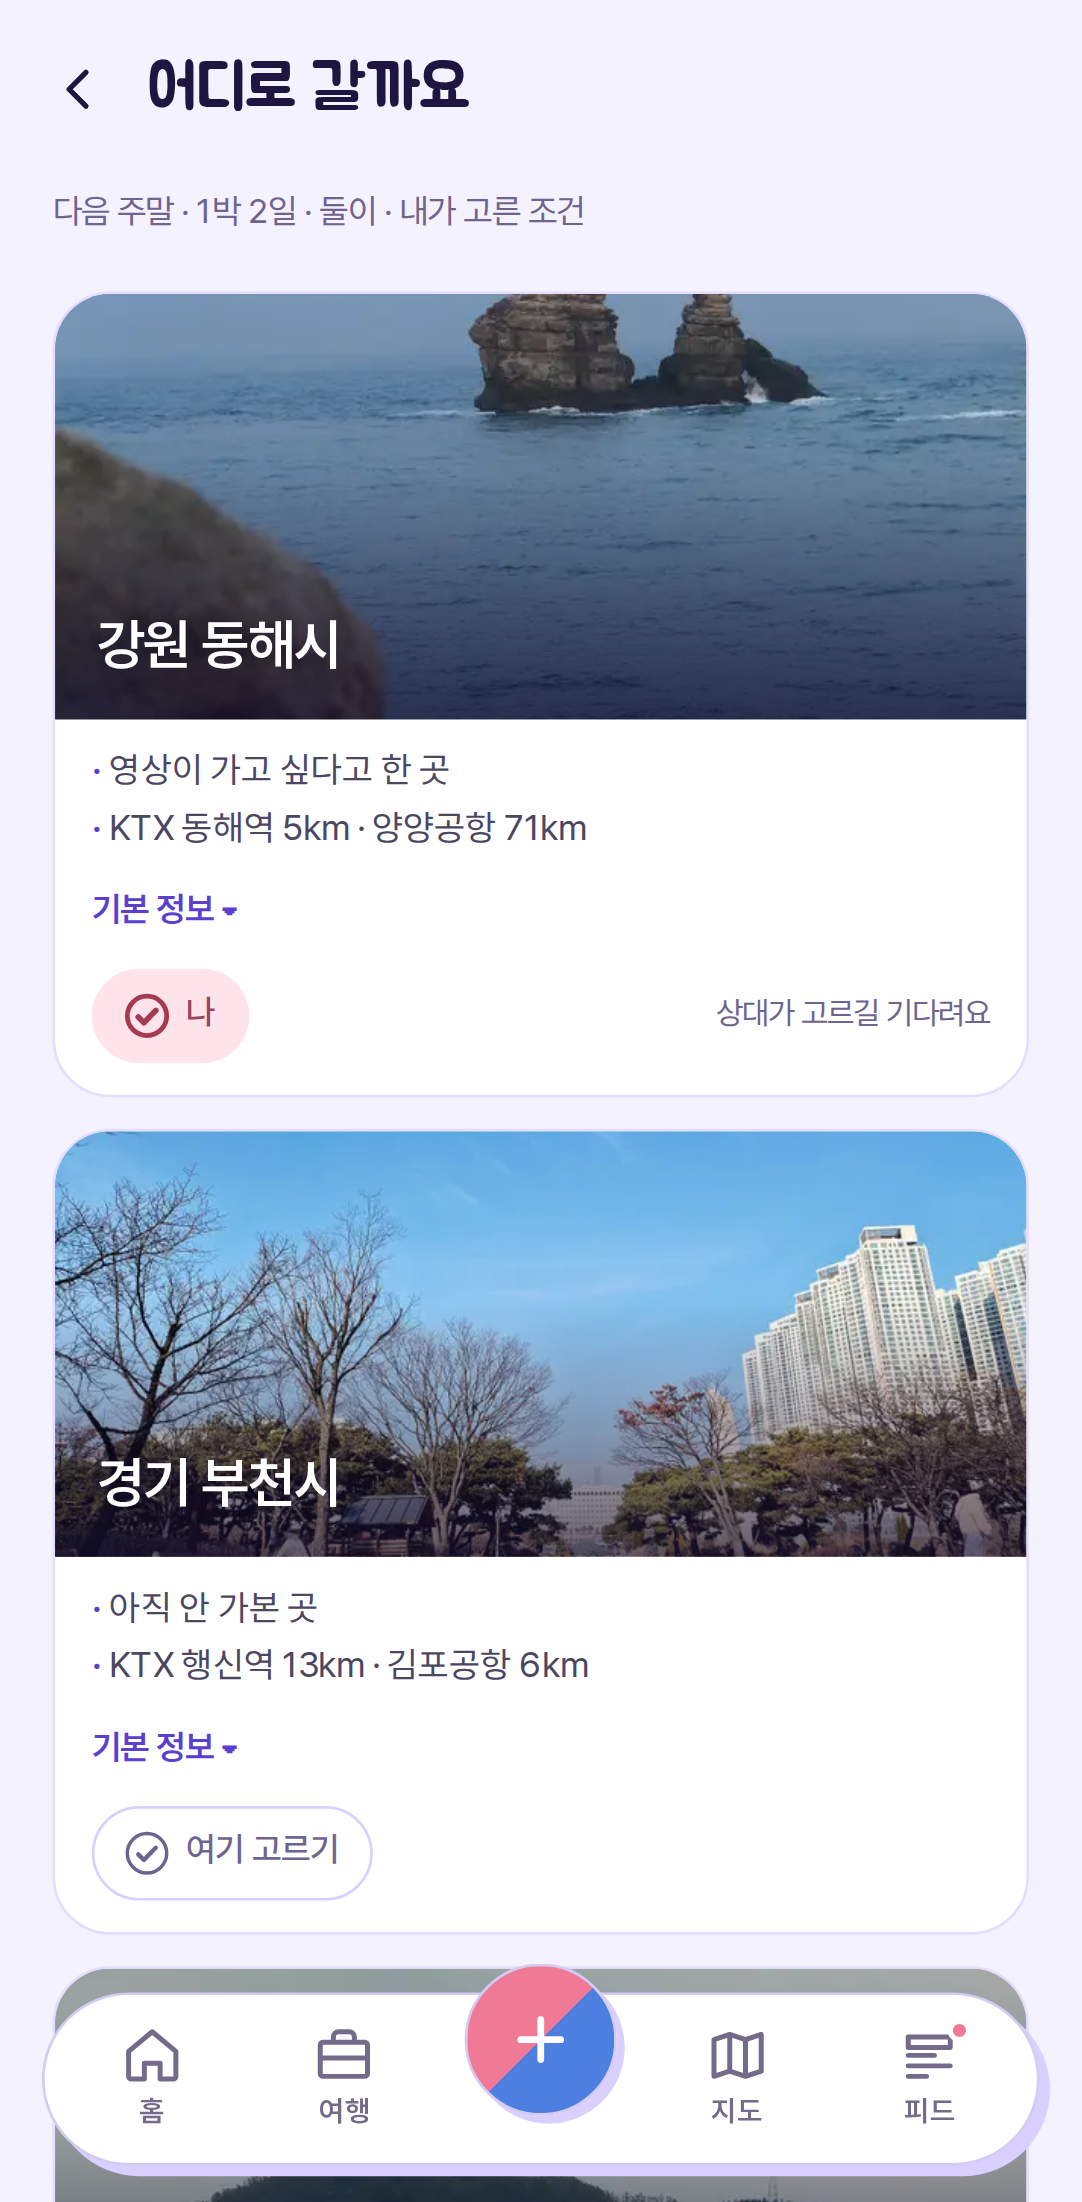 어디로 갈까요
다음 주말 · 1박 2일 · 둘이 · 내가 고른 조건
강원 동해시
· 영상이 가고 싶다고 한 곳
· KTX 동해역 5km · 양양공항 71km
기본 정보
나
상대가 고르길 기다려요
경기 부천시
· 아직 안 가본 곳
· KTX 행신역 13km · 김포공항 6km
기본 정보
여기 고르기
홈
여행
지도
피드